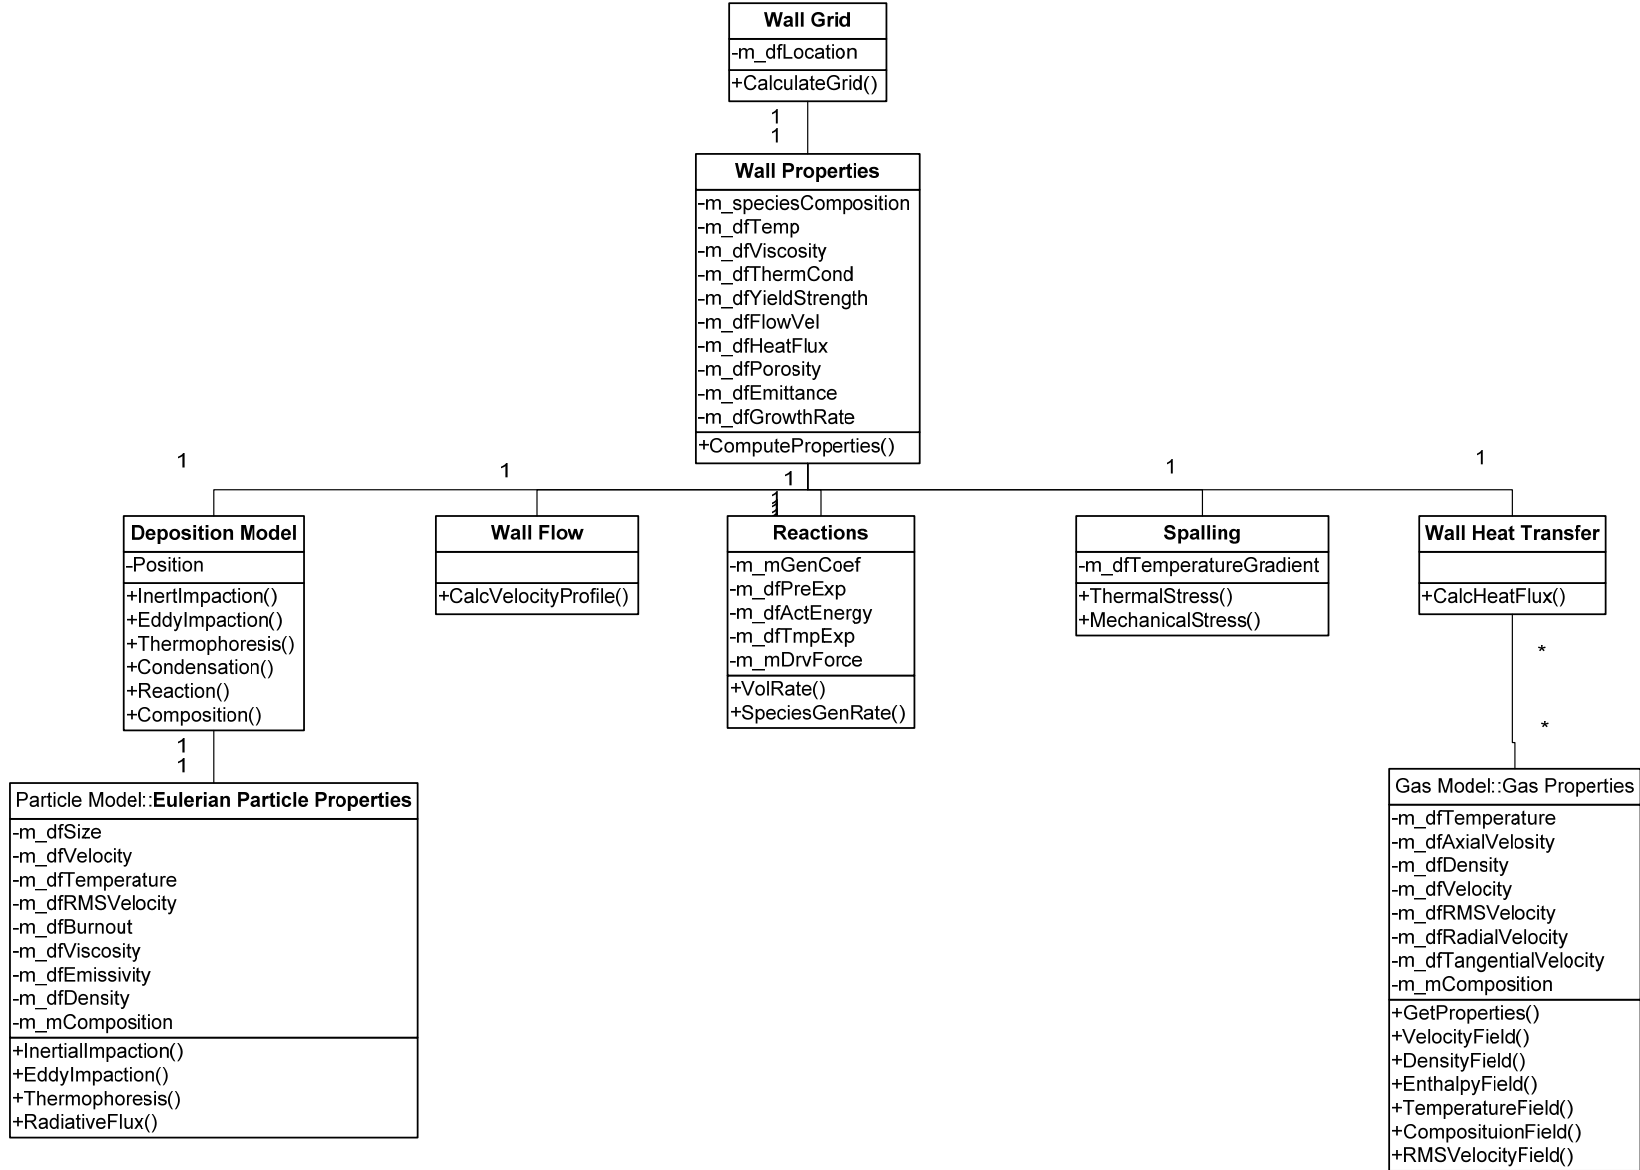 Wall Grid
-m_dfLocation
+CalculateGrid()
1
1
Wall Properties
-m_speciesComposition
-m_dfTemp
-m_dfViscosity
-m_dfThermCond
-m_dfYieldStrength
-m_dfFlowVel
-m_dfHeatFlux
-m_dfPorosity
-m_dfEmittance
-m_dfGrowthRate
+ComputeProperties()
1
1
1
1
1
Deposition Model
-Position
+InertImpaction()
+EddyImpaction()
+Thermophoresis()
+Condensation()
+Reaction()
+Composition()
Wall Flow
+CalcVelocityProfile()
Reactions
-m_mGenCoef
-m_dfPreExp
-m_dfActEnergy
-m_dfTmpExp
-m_mDrvForce
+VolRate()
+SpeciesGenRate()
Spalling
-m_dfTemperatureGradient
+ThermalStress()
+MechanicalStress()
Wall Heat Transfer
+CalcHeatFlux()
*
*
1
1
Particle Model::Eulerian Particle Properties
-m_dfSize
-m_dfVelocity
-m_dfTemperature
-m_dfRMSVelocity
-m_dfBurnout
-m_dfViscosity
-m_dfEmissivity
-m_dfDensity
-m_mComposition
+InertialImpaction()
+EddyImpaction()
+Thermophoresis()
+RadiativeFlux()
Gas Model::Gas Properties
-m_dfTemperature
-m_dfAxialVelosity
-m_dfDensity
-m_dfVelocity
-m_dfRMSVelocity
-m_dfRadialVelocity
-m_dfTangentialVelocity
-m_mComposition
+GetProperties()
+VelocityField()
+DensityField()
+EnthalpyField()
+TemperatureField()
+ComposituionField()
+RMSVelocityField()